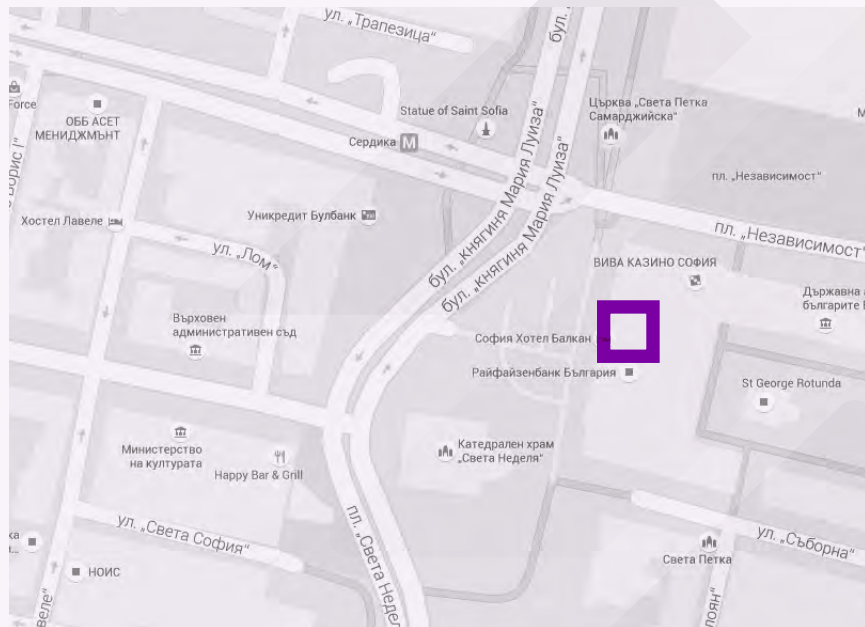 ул. „Трапезица“
бул.
Force
ОББ АСЕТ
МЕНИДЖМЪНТ
Statue of Saint Sofia
Църква „Света Петка
Самарджийска“
Сердика M
бул. „Княгиня Мария Луиза“
бул. „Княгиня Мария Луиза“
пл. „Независимост“
Хостел Лавеле
Уникредит Булбанк
пл. „Независимост“
ул. „Лом“
ВИВА КАЗИНО СОФИЯ
Държавна а
българите
Върховен
административен съд
София Хотел Балкан
Райфайзенбанк България
St George Rotunda
Министерство
на културата
Happy Bar & Grill
Катедрален храм
„Света Неделя“
ул. „Света София“
пл. „Света Недел
ул. „Съборна“
Света Петка
НОИС